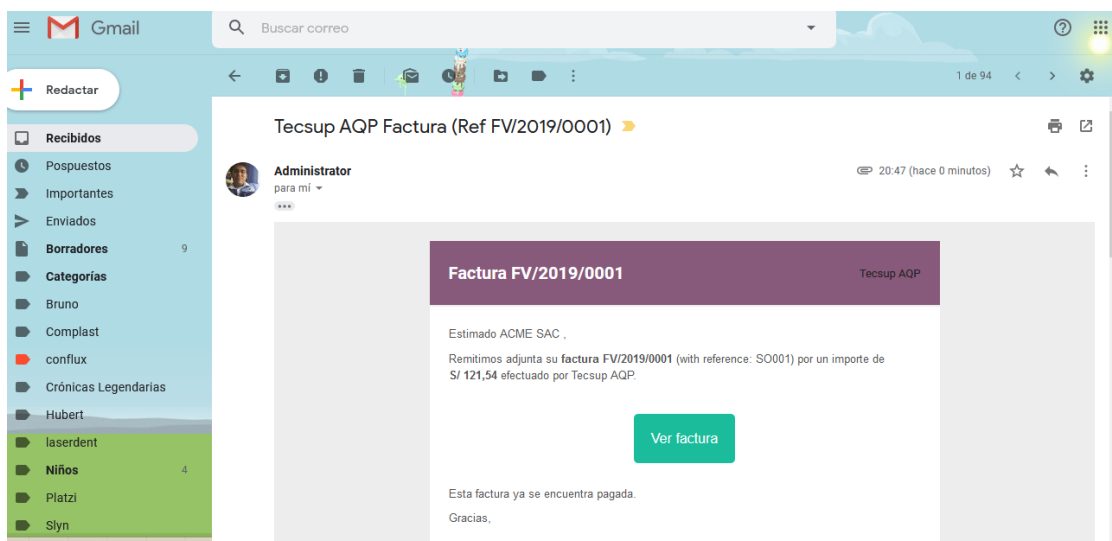 Gmail
Buscar correo
Redactar
1 de 94
Recibidos
Pospuestos
Importantes
Enviados
Borradores 9
Categorías
Bruno
Complast
conflux
Crónicas Legendarias
Hubert
laserdent
Niños 4
Platzi
Slyn
Tecsup AQP Factura (Ref FV/2019/0001)
Administrator
20:47 (hace 0 minutos)
para mí
Factura FV/2019/0001
Tecsup AQP
Estimado ACME SAC ,
Remitimos adjunta su factura FV/2019/0001 (with reference: SO001) por un importe de
S/ 121,54 efectuado por Tecsup AQP.
Ver factura
Esta factura ya se encuentra pagada.
Gracias,